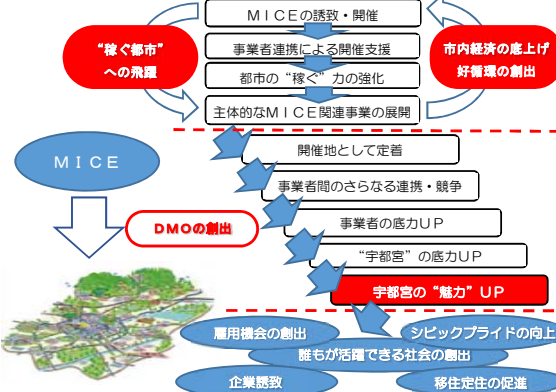 MICEの誘致・開催
事業者連携による開催支援
都市の“稼ぐ”力の強化
主体的なMICE関連事業の展開
“稼ぐ都市”
への飛躍
市内経済の底上げ
好循環の創出
MICE
開催地として定着
事業者間のさらなる連携・競争
DMOの創出
事業者の底力UP
“宇都宮”の底力UP
宇都宮の“魅力”UP
雇用機会の創出
シビックプライドの向上
誰もが活躍できる社会の創出
企業誘致
移住定住の促進